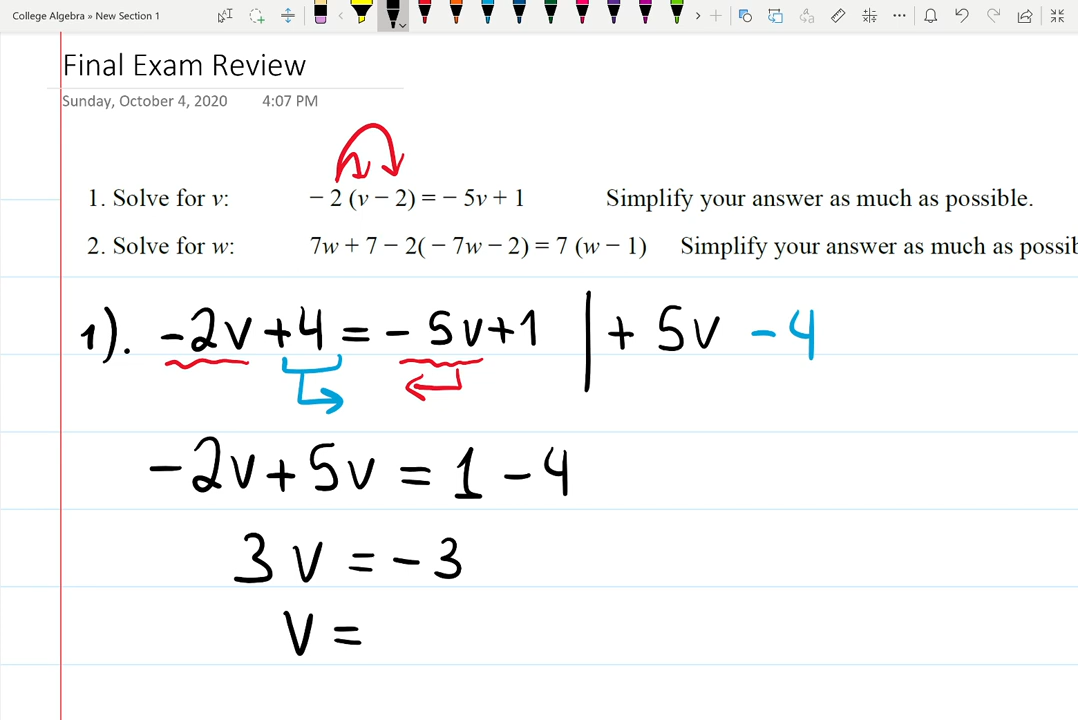 College Algebra » New Section 1
Final Exam Review
Sunday, October 4, 2020 4:07 PM
1. Solve for v: − 2 (v − 2) = − 5v + 1 Simplify your answer as much as possible.
2. Solve for w: 7w + 7 − 2( − 7w − 2) = 7 (w − 1) Simplify your answer as much as possib
1). -2v+4 = -5v+1 | + 5v -4
-2v+5v = 1 -4
3v = -3
v =